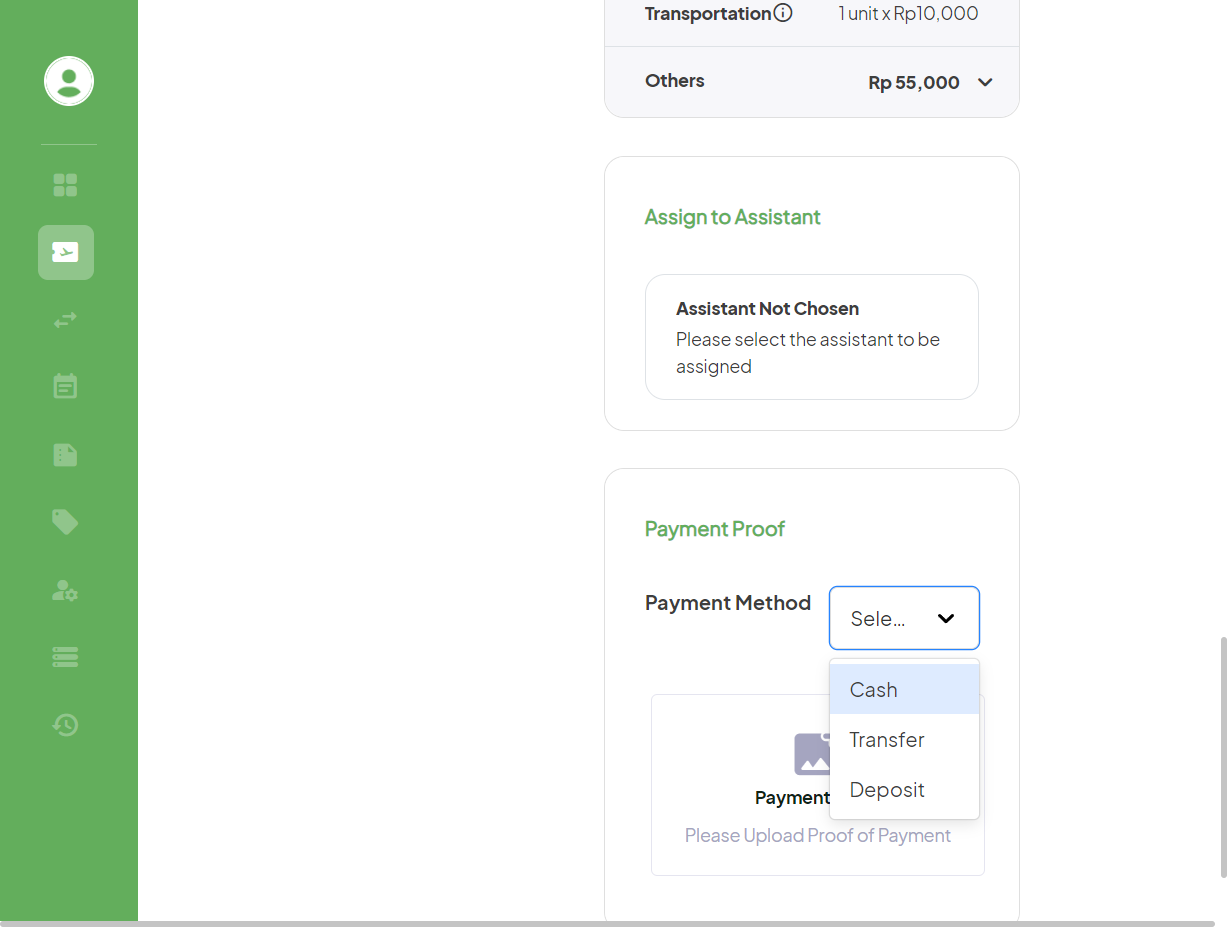 Transportation 1 unit x Rp10,000
Others Rp 55,000
Assign to Assistant
Assistant Not Chosen
Please select the assistant to be
assigned
Payment Proof
Payment Method Sele...
Cash
Transfer
Deposit
Payment
Please Upload Proof of Payment